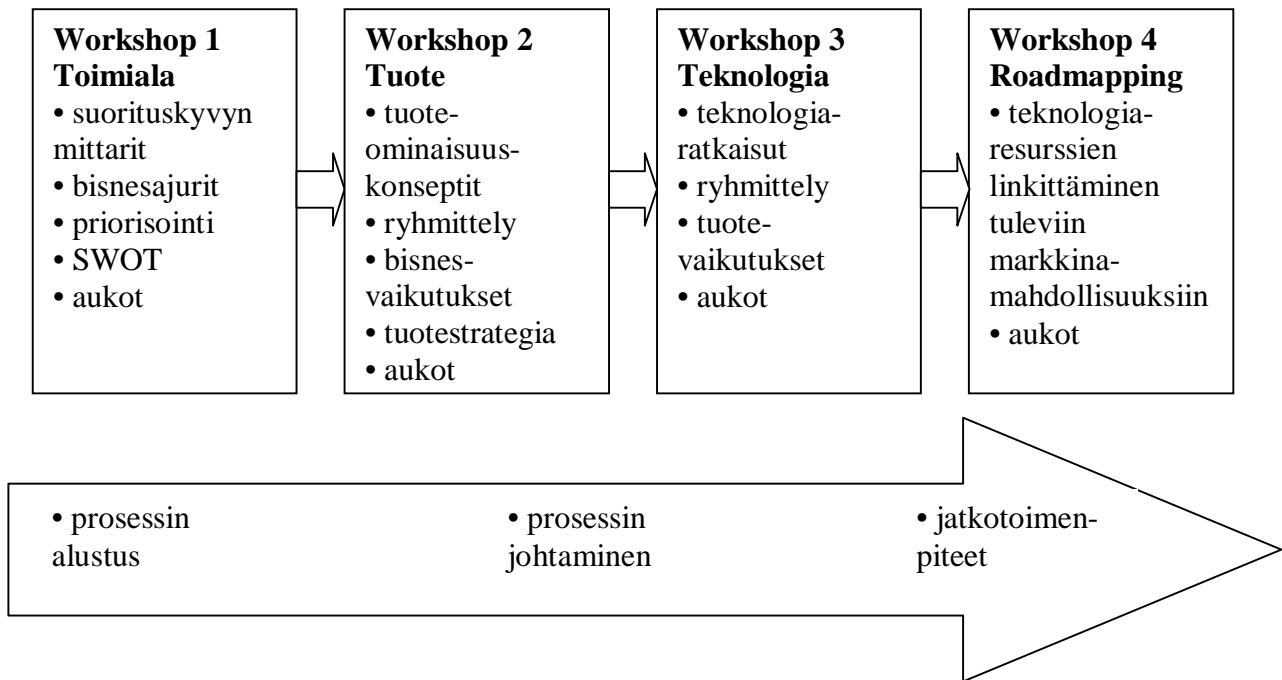 Workshop 1
Toimiala
• suorituskyvyn
mittarit
• bisnesajurit
• priorisointi
• SWOT
• aukot
Workshop 2
Tuote
• tuote-
ominaisuus-
konseptit
• ryhmittely
• bisnes-
vaikutukset
• tuotestrategia
• aukot
Workshop 3
Teknologia
• teknologia-
ratkaisut
• ryhmittely
• tuote-
vaikutukset
• aukot
Workshop 4
Roadmapping
• teknologia-
resurssien
linkittäminen
tuleviin
markkina-
mahdollisuuksiin
• aukot
• prosessin
alustus
• prosessin
johtaminen
• jatkotoimen-
piteet